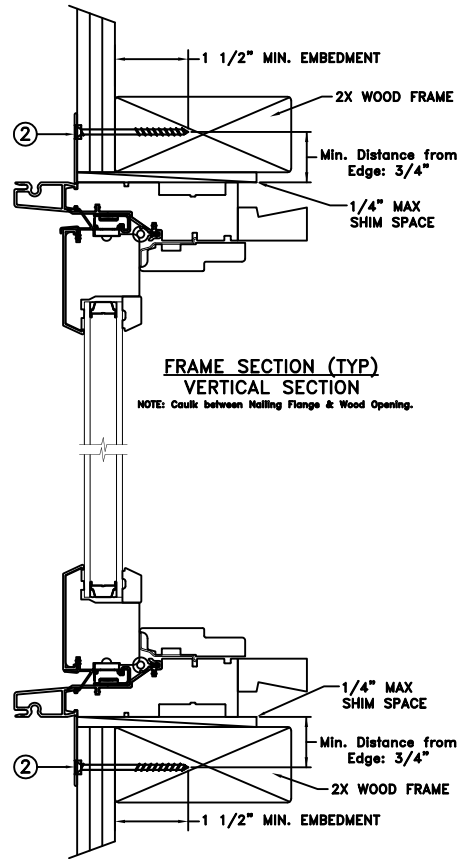 1 1/2" MIN. EMBEDMENT
2X WOOD FRAME
2
Min. Distance from
Edge: 3/4"
1/4" MAX
SHIM SPACE
FRAME SECTION (TYP)
VERTICAL SECTION
NOTE: Caulk between Nailing Flange & Wood Opening.
1/4" MAX
SHIM SPACE
Min. Distance from
Edge: 3/4"
2
2X WOOD FRAME
1 1/2" MIN. EMBEDMENT